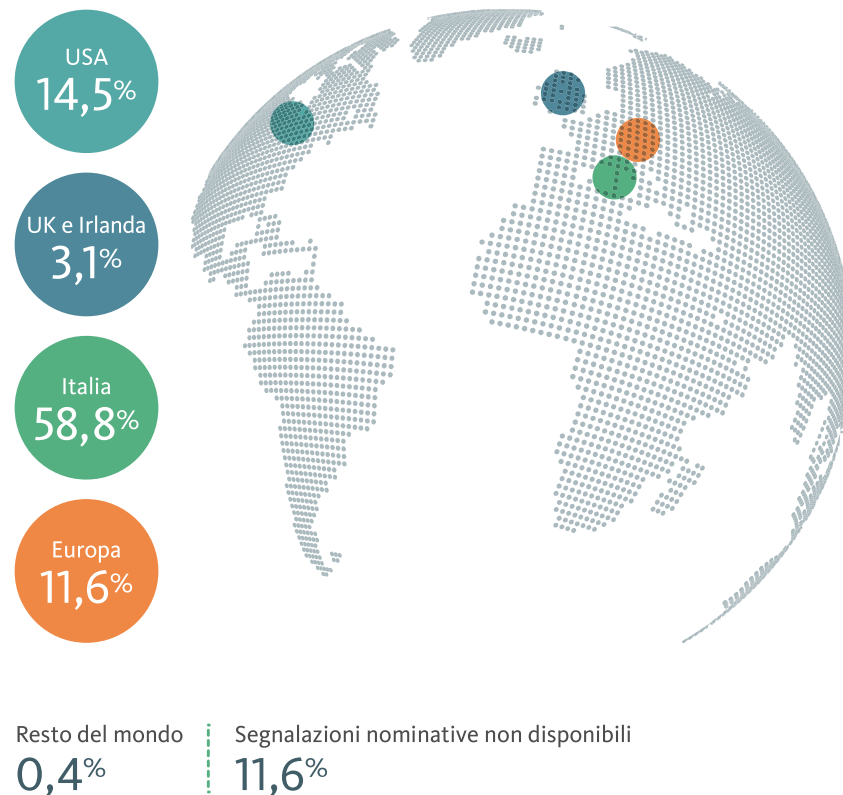 USA
14,5%
UK e Irlanda
3,1%
Italia
58,8%
Europa
11,6%
Resto del mondo
0,4%
Segnalazioni nominative non disponibili
11,6%